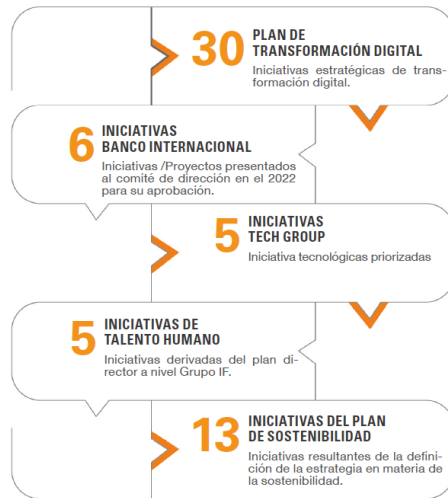 30
PLAN DE
TRANSFORMACIÓN DIGITAL
Iniciativas estratégicas de trans-
formación digital.
6
INICIATIVAS
BANCO INTERNACIONAL
Iniciativas /Proyectos presentados
al comité de dirección en el 2022
para su aprobación.
5
INICIATIVAS
TECH GROUP
Iniciativa tecnológicas priorizadas
5
INICIATIVAS DE
TALENTO HUMANO
Iniciativas derivadas del plan di-
rector a nivel Grupo IF.
13
INICIATIVAS DEL PLAN
DE SOSTENIBILIDAD
Iniciativas resultantes de la defini-
ción de la estrategia en materia de
la sostenibilidad.